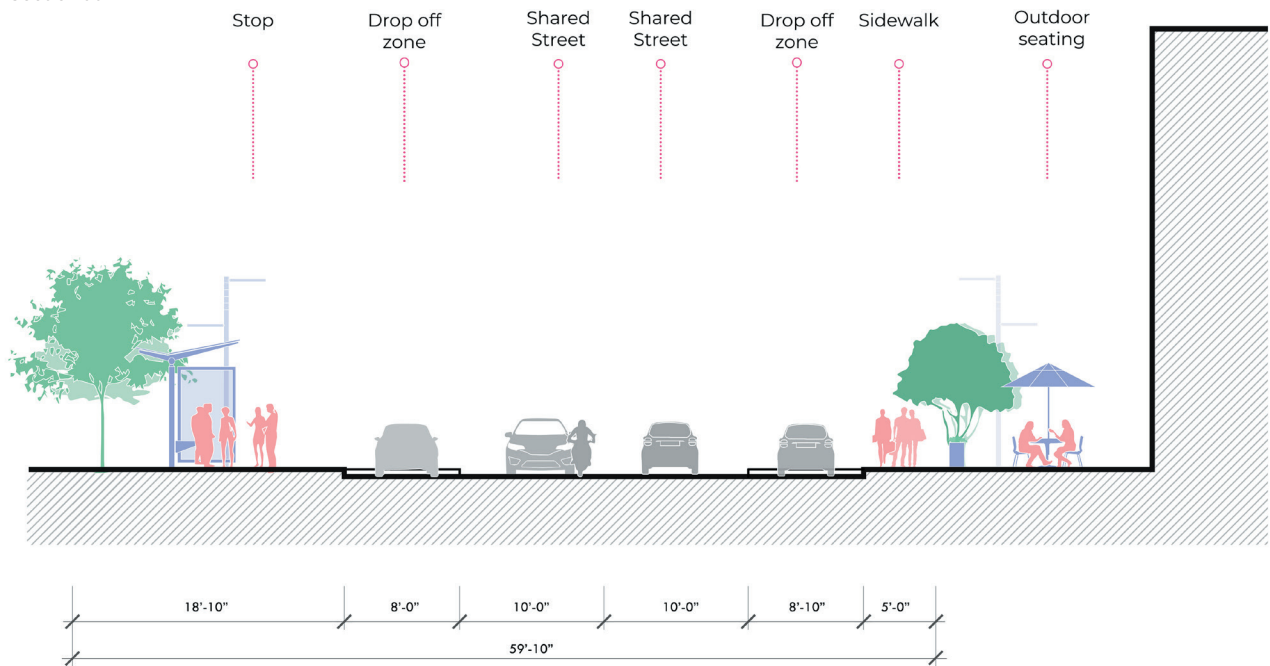 Stop
Drop off
zone
Shared
Street
Shared
Street
Drop off
zone
Sidewalk
Outdoor
seating
18'-10"
8'-0"
10'-0"
10'-0"
8'-10"
5'-0"
59'-10"